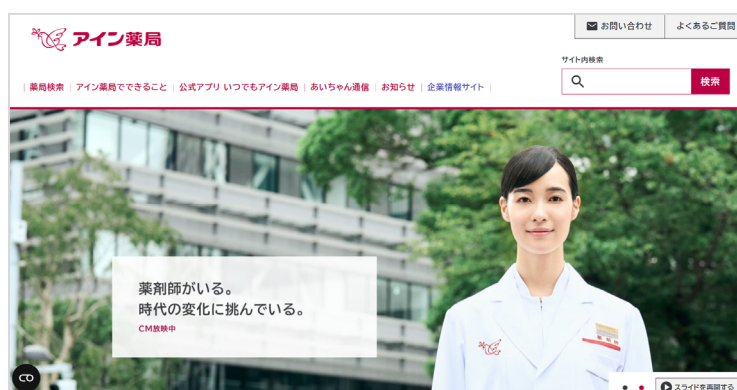 お問い合わせ
よくあるご質問
アイン薬局
サイト内検索
検索
薬局検索 | アイン薬局でできること | 公式アプリ いつでもアイン薬局 | あいちゃん通信 | お知らせ | 企業情報サイト
薬剤師がいる。
時代の変化に挑んでいる。
CM放映中
薬剤師
スライドを再開する